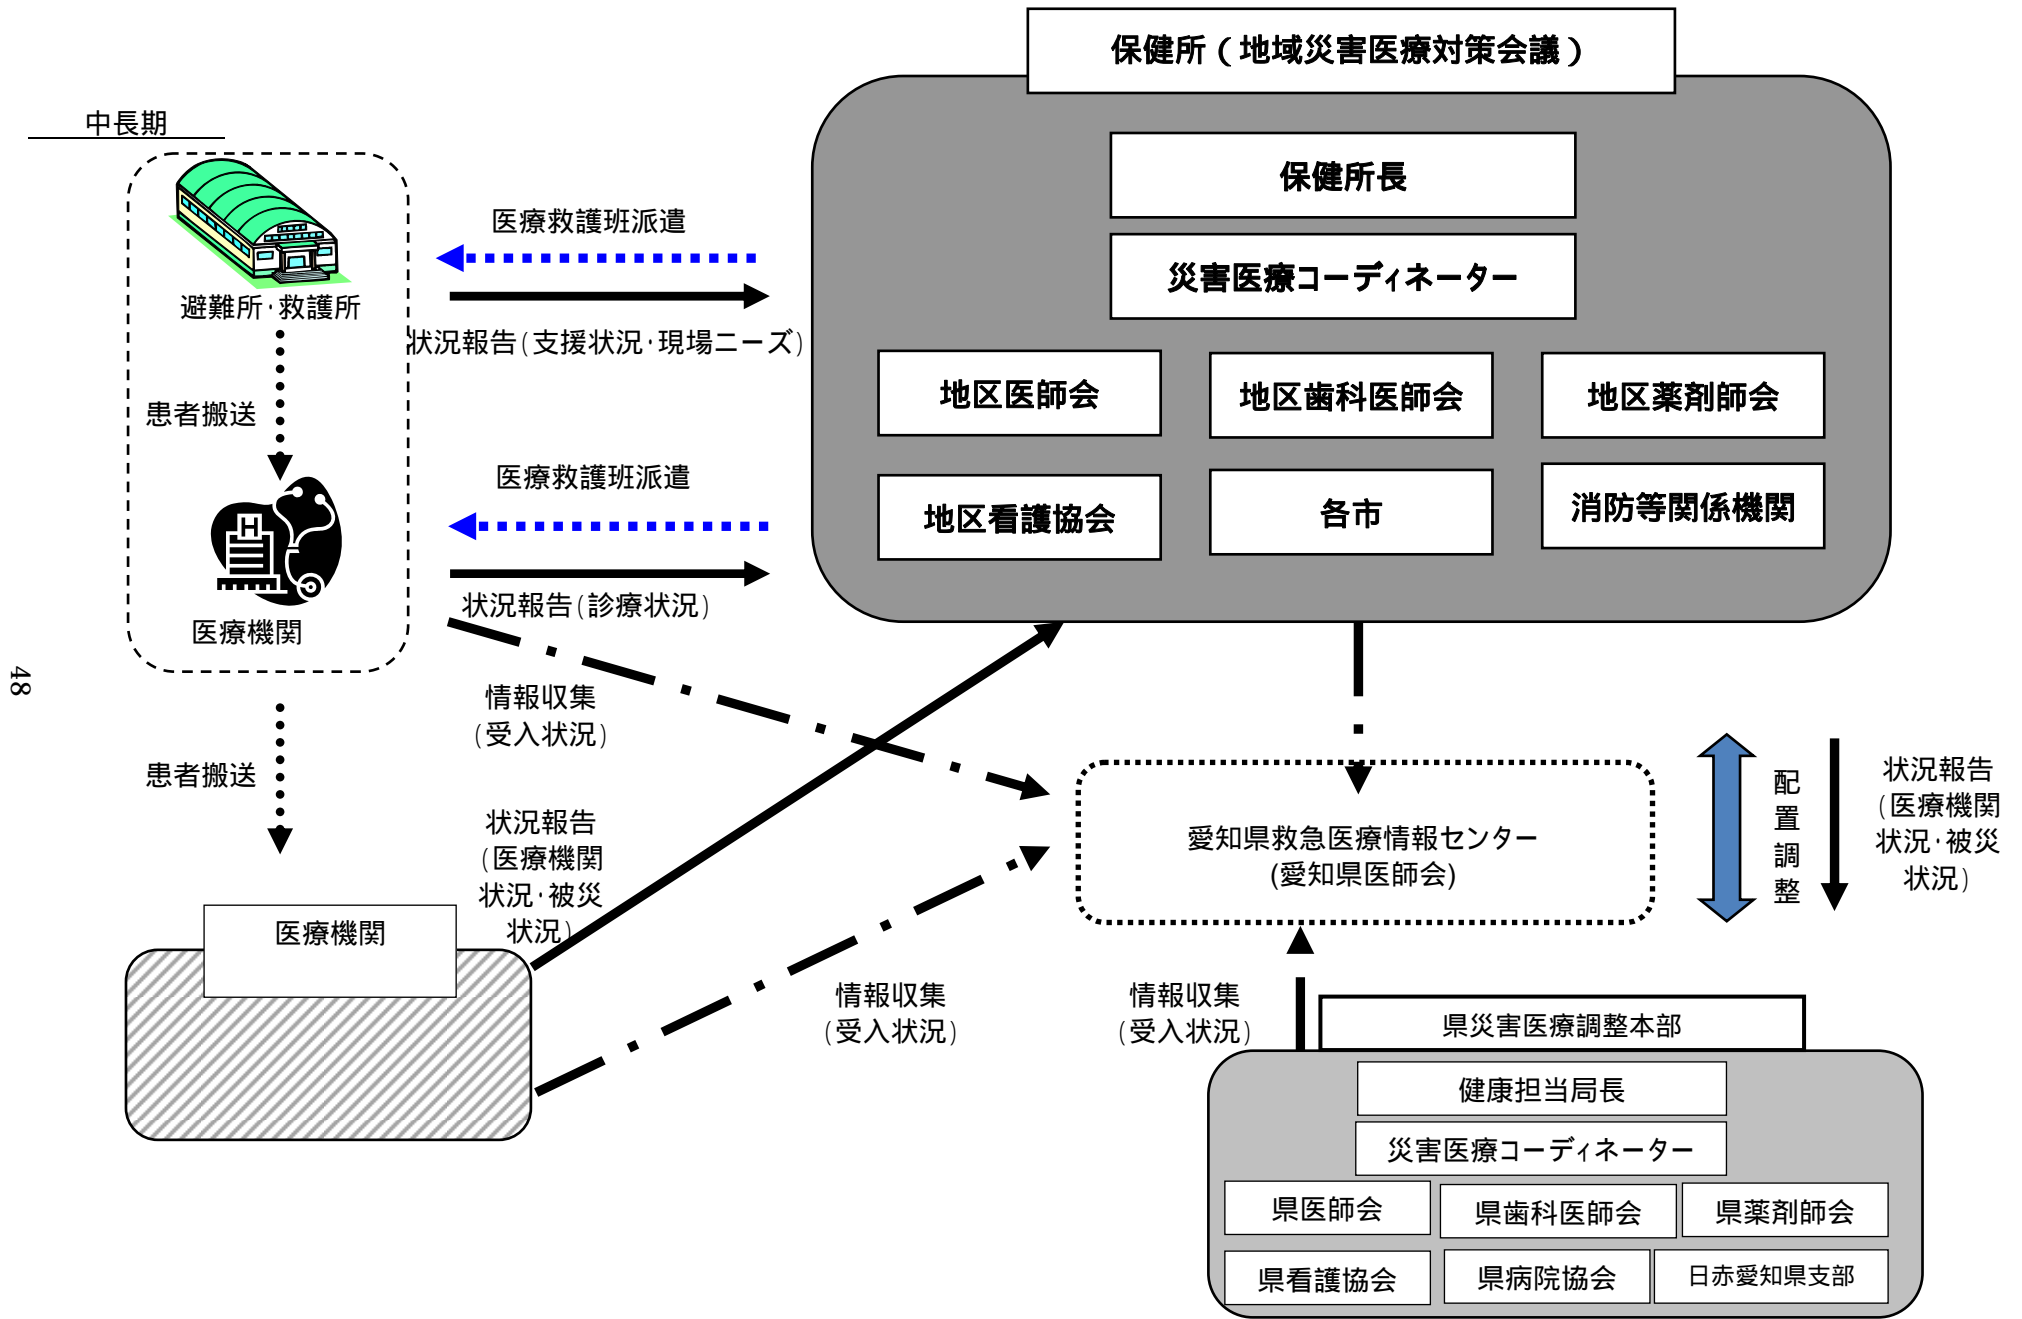 保健所（地域災害医療対策会議）
中長期
保健所長
医療救護班派遣
災害医療コーディネーター
避難所･救護所
状況報告(支援状況･現場ニーズ)
地区医師会
地区歯科医師会
地区薬剤師会
患者搬送
医療救護班派遣
地区看護協会
各市
消防等関係機関
状況報告(診療状況)
医療機関
48
情報収集
(受入状況)
患者搬送
状況報告
(医療機関
状況･被災
状況)
愛知県救急医療情報センター
(愛知県医師会)
配
置
調
整
状況報告
(医療機関
状況･被災
状況)
医療機関
情報収集
(受入状況)
情報収集
(受入状況)
県災害医療調整本部
健康担当局長
災害医療コーディネーター
県医師会
県歯科医師会
県薬剤師会
県看護協会
県病院協会
日赤愛知県支部
H